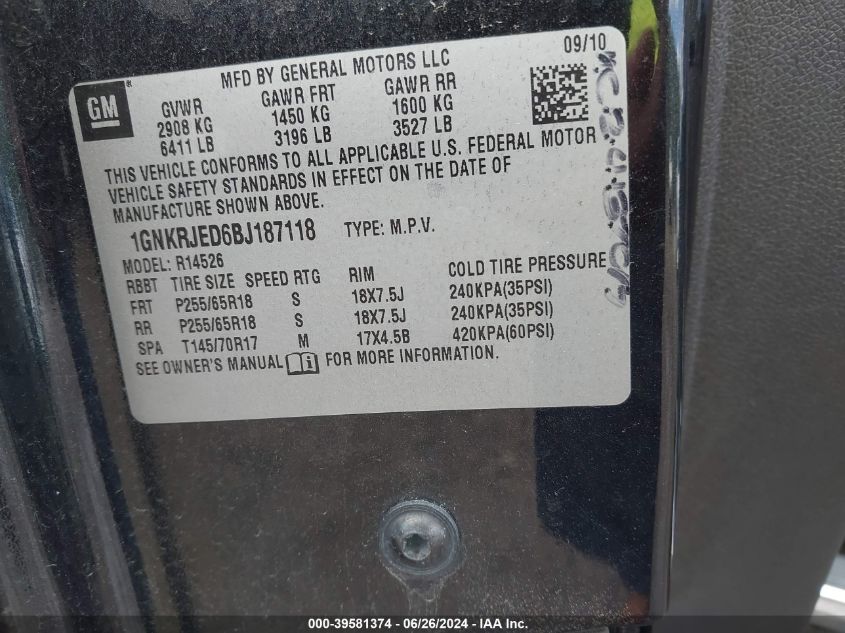 09/10
MFD BY GENERAL MOTORS LLC
GM
GVWR GAWR FRT GAWR RR
2908 KG 1450 KG 1600 KG
6411 LB 3196 LB 3527 LB
THIS VEHICLE CONFORMS TO ALL APPLICABLE U.S. FEDERAL MOTOR
VEHICLE SAFETY STANDARDS IN EFFECT ON THE DATE OF
MANUFACTURE SHOWN ABOVE.
1GNKRJED6BJ187118 TYPE: M.P.V.
MODEL: R14526
RBBT TIRE SIZE SPEED RTG RIM COLD TIRE PRESSURE
FRT P255/65R18 S 18X7.5J 240KPA(35PSI)
RR P255/65R18 S 18X7.5J 240KPA(35PSI)
SPA T145/70R17 M 17X4.5B 420KPA(60PSI)
SEE OWNER'S MANUAL FOR MORE INFORMATION.
000-39581374 / 06/26/2024 / IAA Inc.